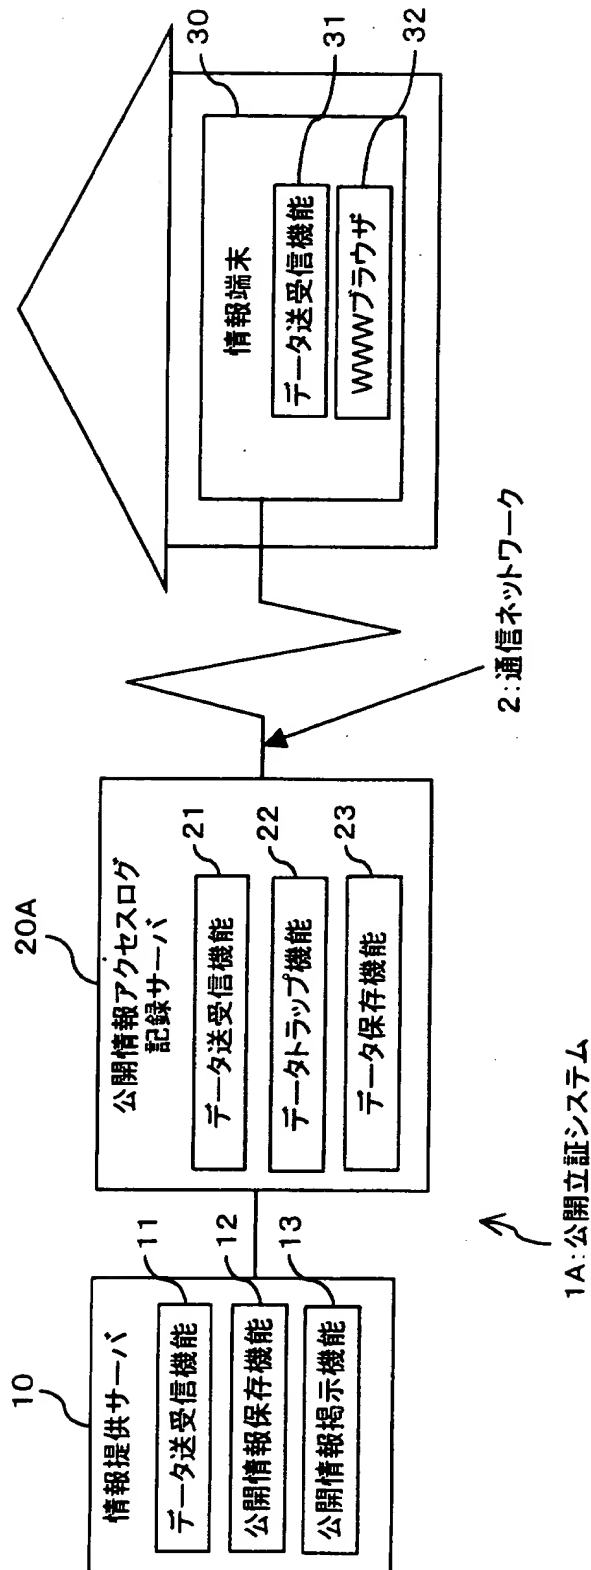 10
情報提供サーバ
11
データ送受信機能
12
公開情報保存機能
13
公開情報掲示機能
20A
公開情報アクセスログ
記録サーバ
21
データ送受信機能
22
データトラップ機能
23
データ保存機能
30
情報端末
31
データ送受信機能
32
WWWブラウザ
2:通信ネットワーク
1A:公開立証システム